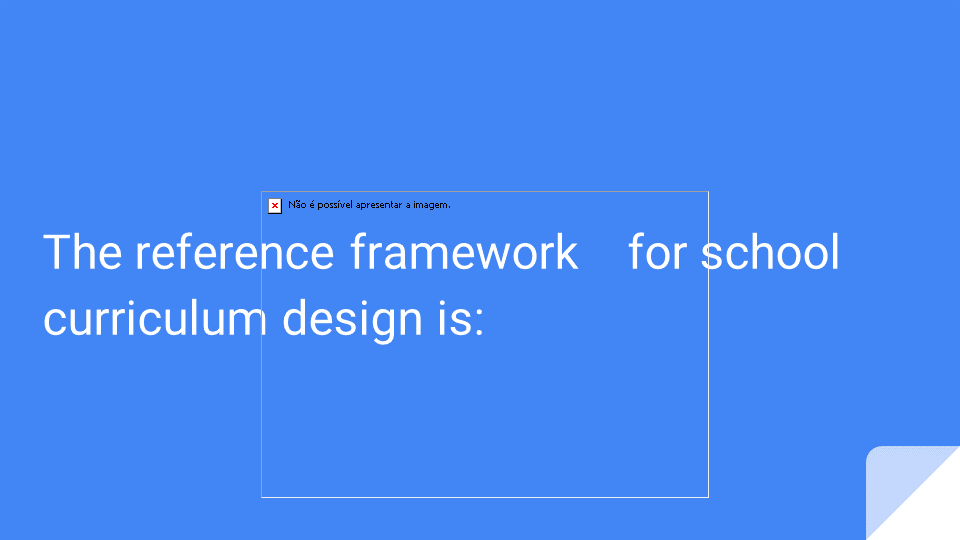 Não é possível apresentar a imagem.
The reference framework for school
curriculum design is: